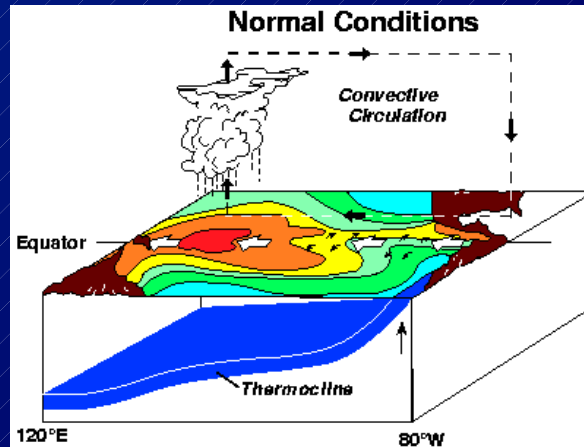 Normal Conditions
Convective
Circulation
Equator
Thermocline
120°E
80°W